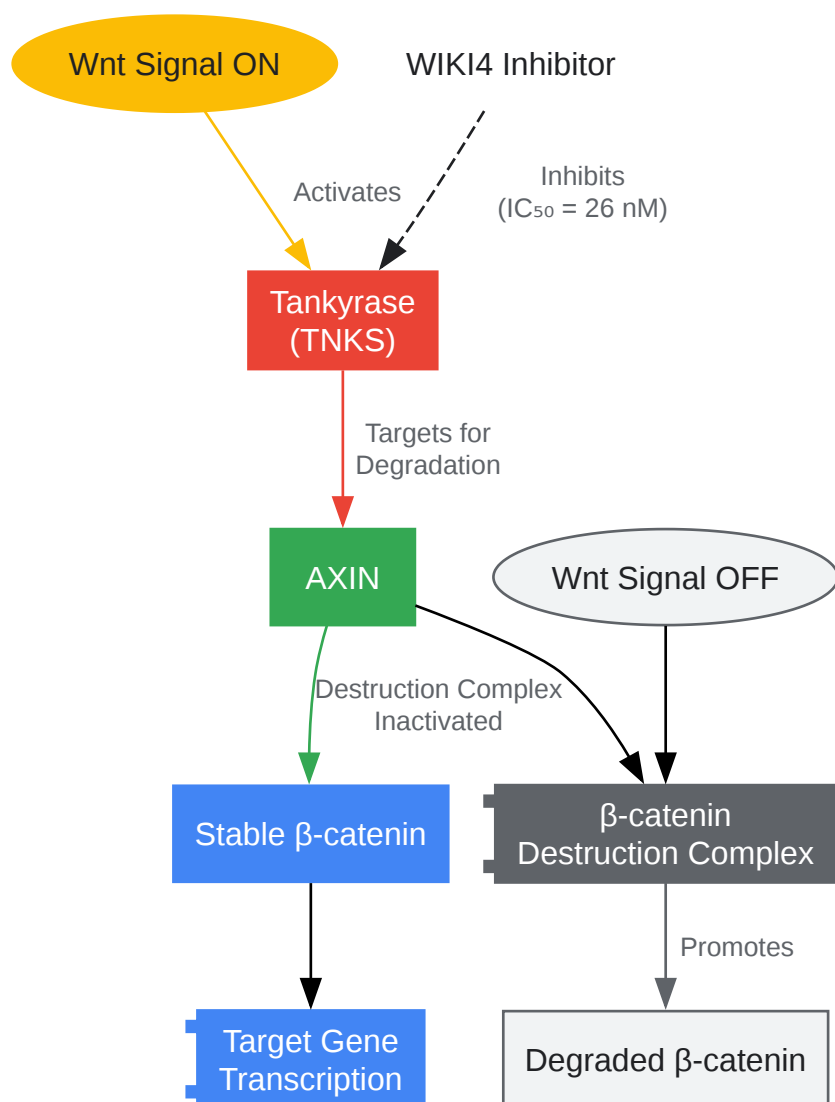 Wnt Signal ON
WIKI4 Inhibitor
Activates
Inhibits
(IC₅₀ = 26 nM)
Tankyrase
(TNKS)
Targets for
Degradation
AXIN
Wnt Signal OFF
Destruction Complex
Inactivated
Stable β-catenin
β-catenin
Destruction Complex
Promotes
Target Gene
Transcription
Degraded β-catenin